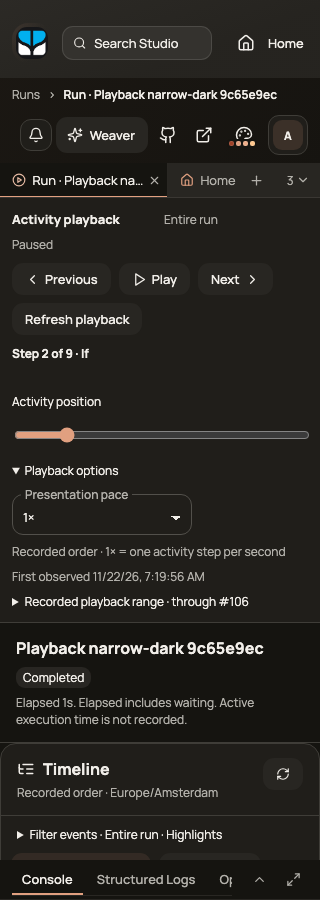 Search Studio
Home
Runs › Run · Playback narrow-dark 9c65e9ec
Weaver
A
Run · Playback na...
Home
3
Activity playback
Entire run
Paused
Previous
Play
Next
Refresh playback
Step 2 of 9 · If
Activity position
Playback options
Presentation pace
1×
Recorded order · 1× = one activity step per second
First observed 11/22/26, 7:19:56 AM
Recorded playback range · through #106
Playback narrow-dark 9c65e9ec
Completed
Elapsed 1s. Elapsed includes waiting. Active
execution time is not recorded.
Timeline
Recorded order · Europe/Amsterdam
Filter events · Entire run · Highlights
Console
Structured Logs